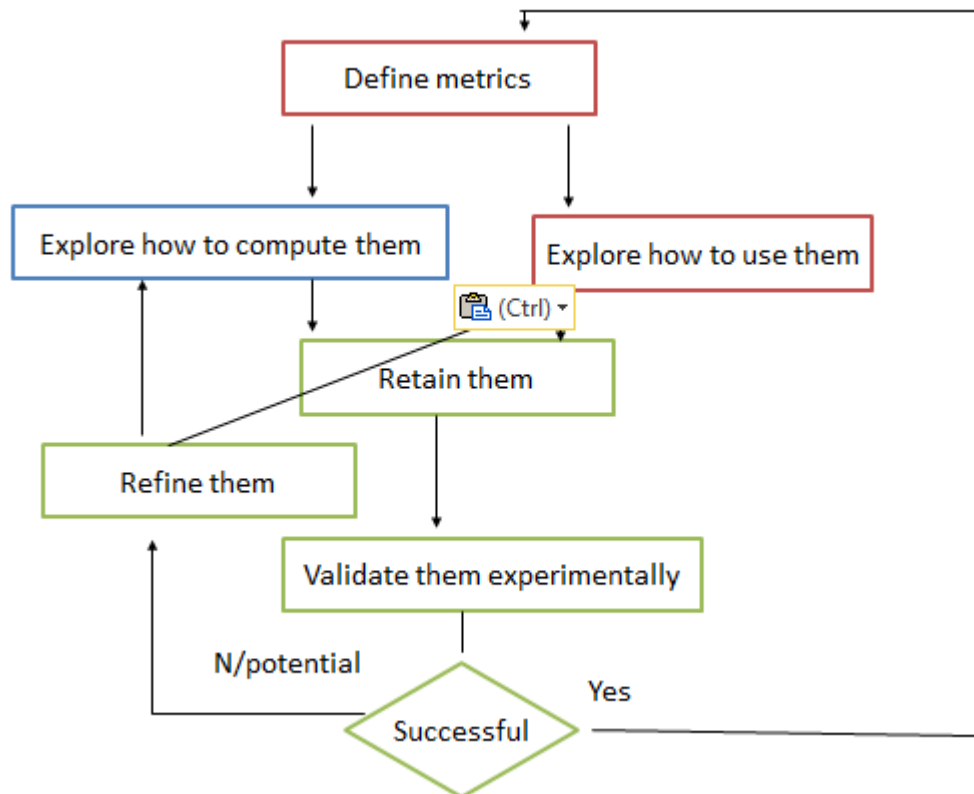 Define metrics
Explore how to compute them
Explore how to use them
(Ctrl)
Retain them
Refine them
Validate them experimentally
N/potential
Yes
Successful